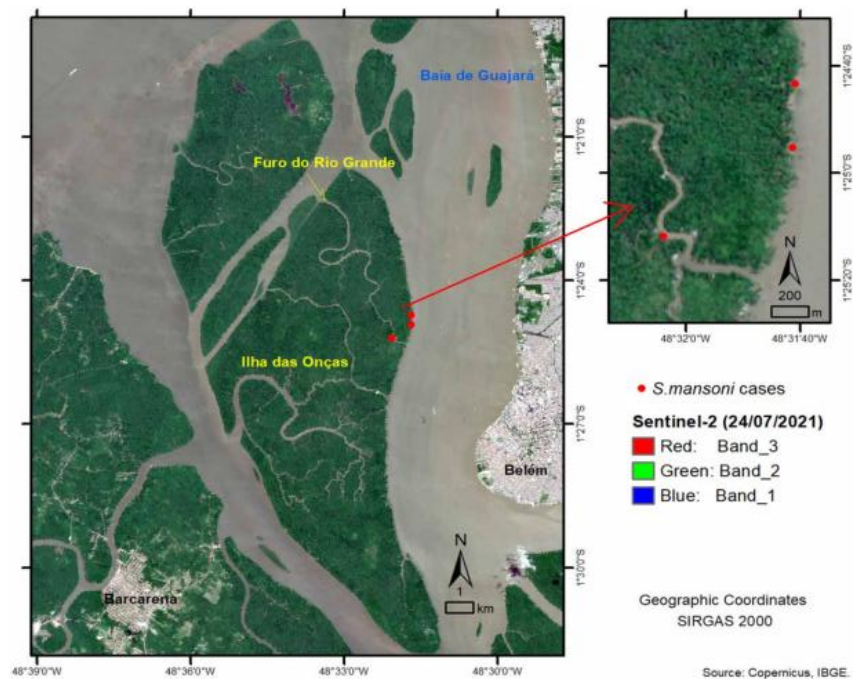 Baia de Guajará
Furo do Rio Grande
Ilha das Onças
Belém
Barcarena
N
1
km
1°21'0"S
1°24'0"S
1°27'0"S
1°30'0"S
48°39'0"W
48°36'0"W
48°33'0"W
48°30'0"W
1°24'40"S
1°25'0"S
1°25'20"S
N
200
m
48°32'0"W
48°31'40"W
S.mansoni cases
Sentinel-2 (24/07/2021)
Red: Band_3
Green: Band_2
Blue: Band_1
Geographic Coordinates
SIRGAS 2000
Source: Copernicus, IBGE.